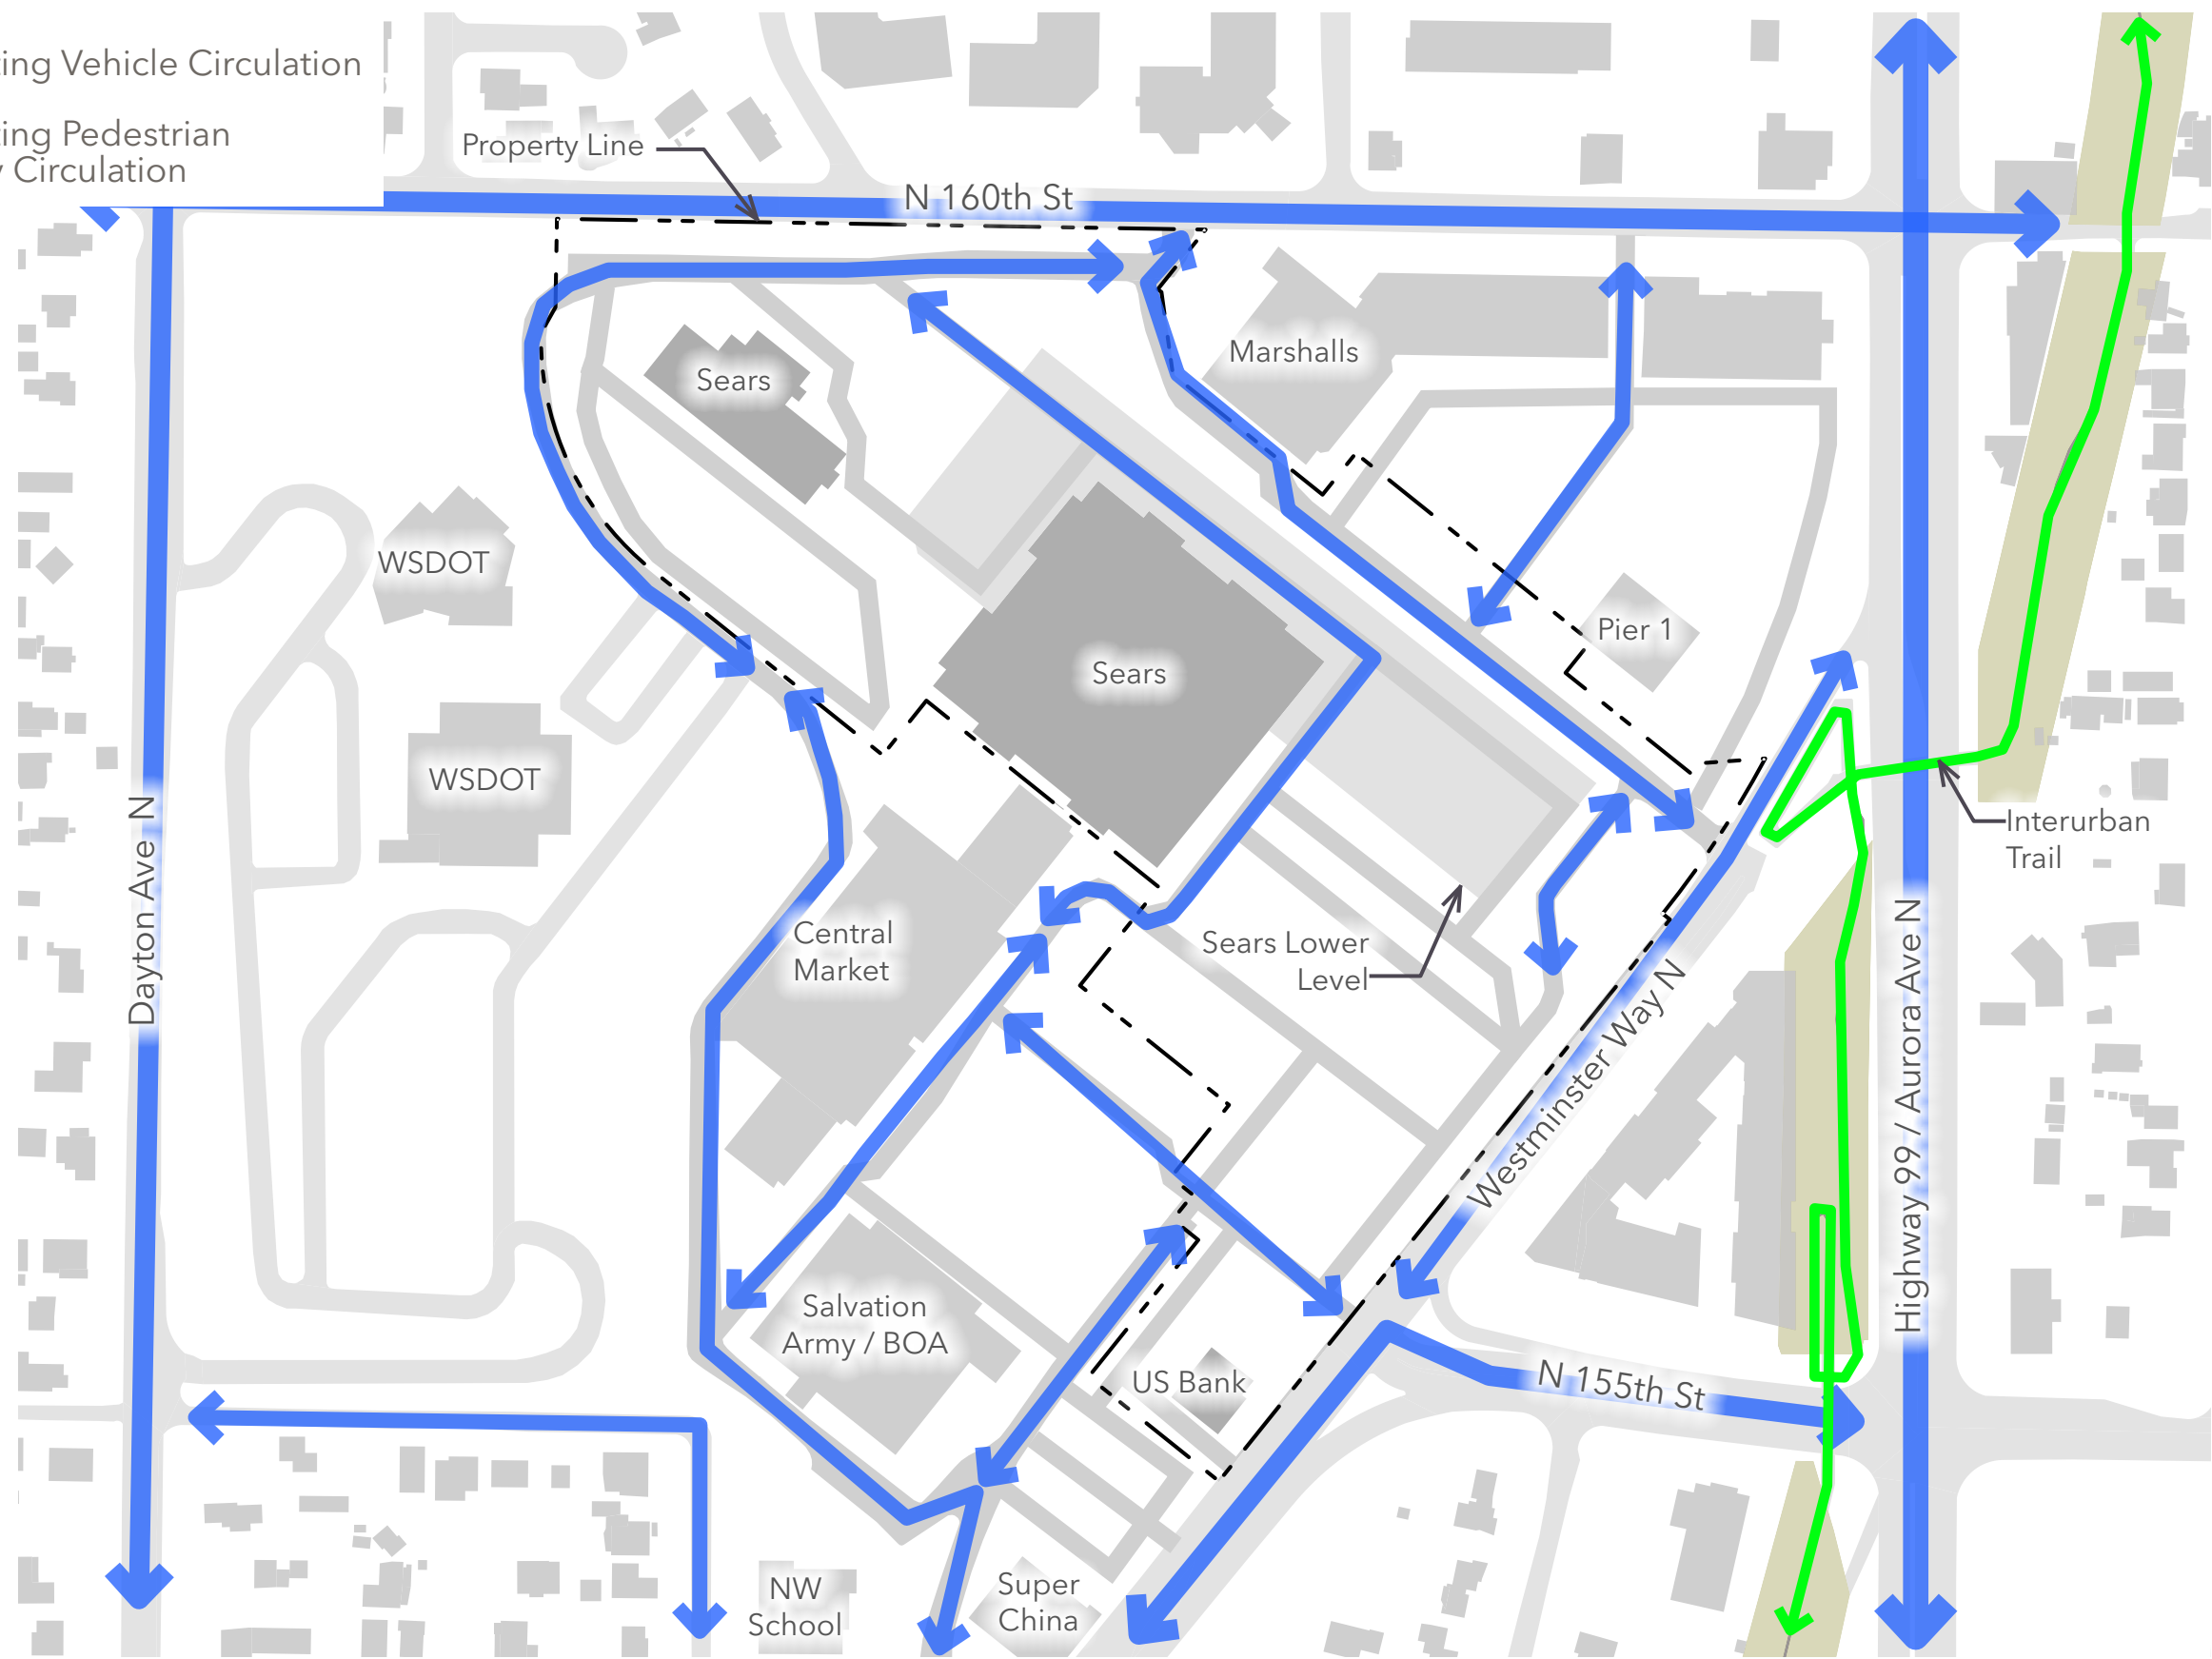 ting Vehicle Circulation
ting Pedestrian
Circulation
Property Line
N 160th St
Marshalls
Sears
WSDOT
Pier 1
Sears
WSDOT
Dayton Ave N
Interurban
Trail
Central
Market
Sears Lower
Level
Westminster Way N
Highway 99 / Aurora Ave N
Salvation
Army / BOA
US Bank
N 155th St
NW
School
Super
China